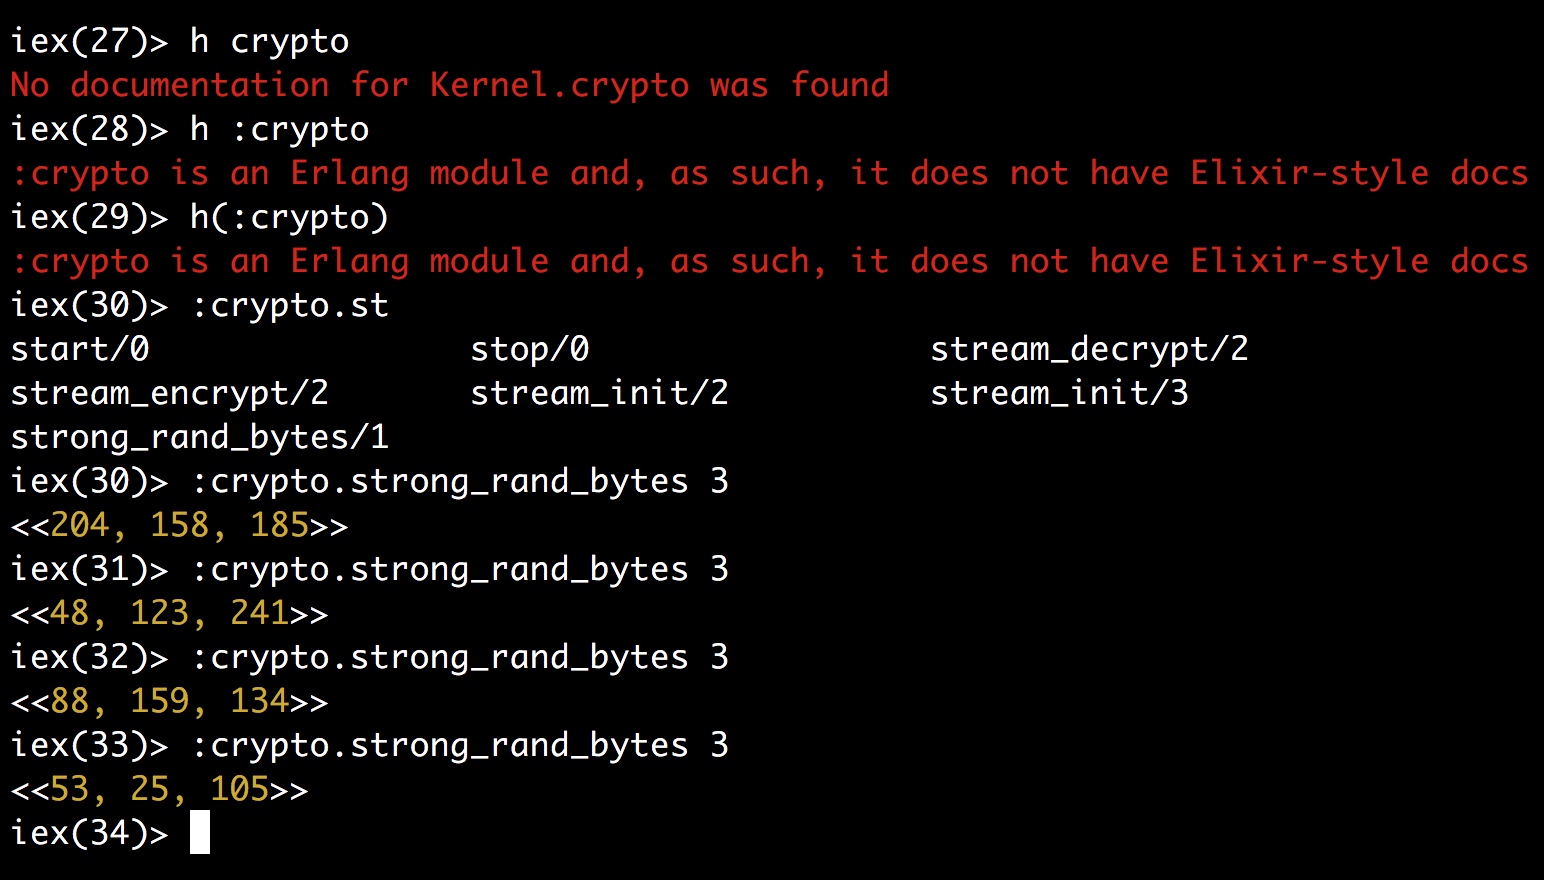 iex(27)> h crypto
No documentation for Kernel.crypto was found
iex(28)> h :crypto
:crypto is an Erlang module and, as such, it does not have Elixir-style docs
iex(29)> h(:crypto)
:crypto is an Erlang module and, as such, it does not have Elixir-style docs
iex(30)> :crypto.st
start/0 stop/0 stream_decrypt/2
stream_encrypt/2 stream_init/2 stream_init/3
strong_rand_bytes/1
iex(30)> :crypto.strong_rand_bytes 3
<<204, 158, 185>>
iex(31)> :crypto.strong_rand_bytes 3
<<48, 123, 241>>
iex(32)> :crypto.strong_rand_bytes 3
<<88, 159, 134>>
iex(33)> :crypto.strong_rand_bytes 3
<<53, 25, 105>>
iex(34)>